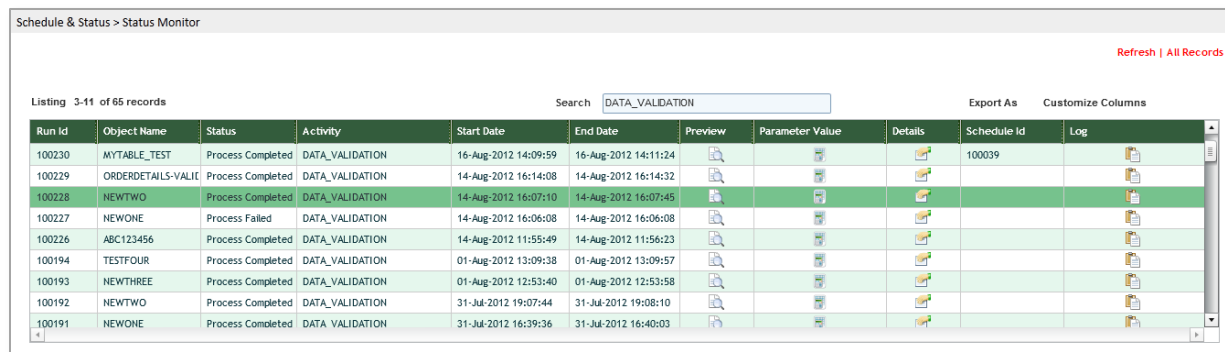 Schedule & Status > Status Monitor
Refresh | All Records
Listing 3-11 of 65 records Search DATA_VALIDATION Export As Customize Columns
Run Id Object Name Status Activity Start Date End Date Preview Parameter Value Details Schedule Id Log
100230 MYTABLE_TEST Process Completed DATA_VALIDATION 16-Aug-2012 14:09:59 16-Aug-2012 14:11:24 100039
100229 ORDERDETAILS-VALID Process Completed DATA_VALIDATION 14-Aug-2012 16:14:08 14-Aug-2012 16:14:32
100228 NEWTWO Process Completed DATA_VALIDATION 14-Aug-2012 16:07:10 14-Aug-2012 16:07:45
100227 NEWONE Process Failed DATA_VALIDATION 14-Aug-2012 16:06:08 14-Aug-2012 16:06:08
100226 ABC123456 Process Completed DATA_VALIDATION 14-Aug-2012 11:55:49 14-Aug-2012 11:56:23
100194 TESTFOUR Process Completed DATA_VALIDATION 01-Aug-2012 13:09:38 01-Aug-2012 13:09:57
100193 NEWTHREE Process Completed DATA_VALIDATION 01-Aug-2012 12:53:40 01-Aug-2012 12:53:58
100192 NEWTWO Process Completed DATA_VALIDATION 31-Jul-2012 19:07:44 31-Jul-2012 19:08:10
100191 NEWONE Process Completed DATA_VALIDATION 31-Jul-2012 16:39:36 31-Jul-2012 16:40:03